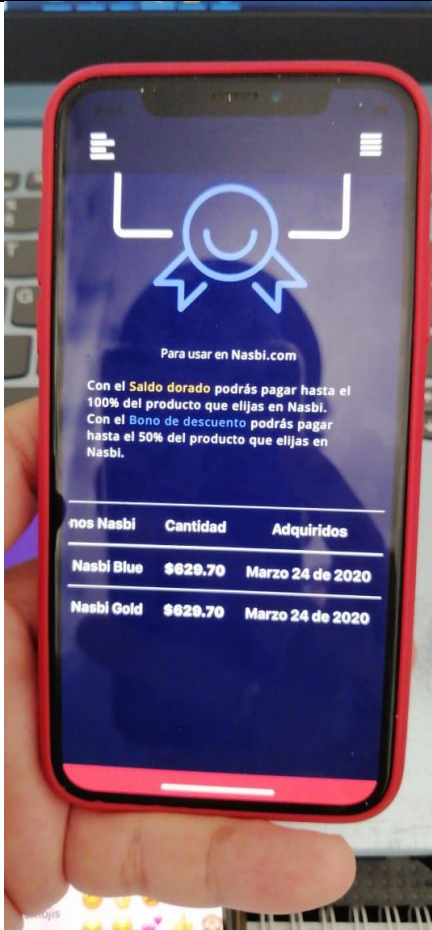 Para usar en Nasbi.com
Con el Saldo dorado podrás pagar hasta el
100% del producto que elijas en Nasbi.
Con el Bono de descuento podrás pagar
hasta el 50% del producto que elijas en
Nasbi.
nos Nasbi Cantidad Adquiridos
Nasbi Blue $629.70 Marzo 24 de 2020
Nasbi Gold $629.70 Marzo 24 de 2020
G
T